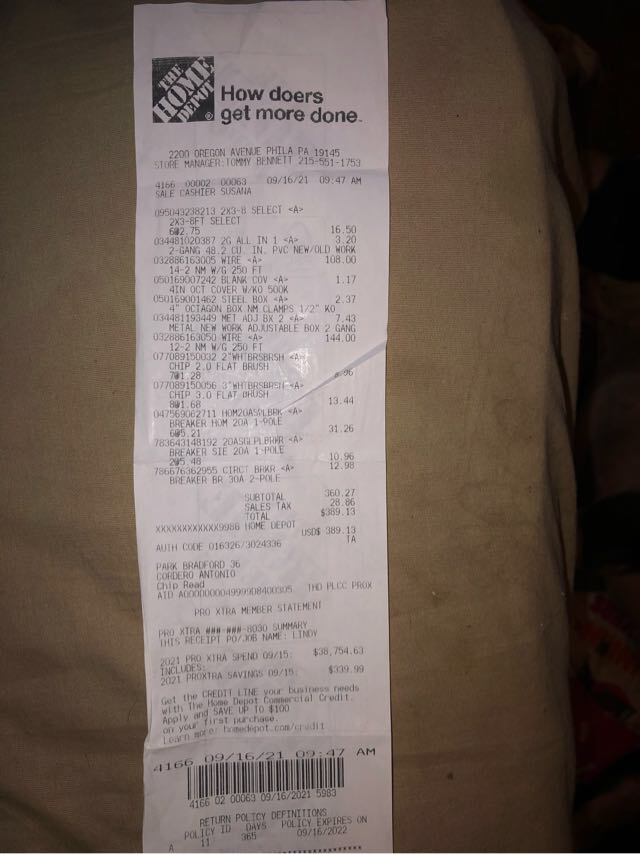 THE HOME DEPOT
How doers
get more done.
2200 OREGON AVENUE PHILA PA 19145
STORE MANAGER:TOMMY BENNETT 215-551-1753
4166 00002 00063 09/16/21 09:47 AM
SALE CASHIER SUSANA
095043238213 2X3-8 SELECT <A>
2X3-8FT SELECT
6@2.75 16.50
034481020387 2G ALL IN 1 <A> 3.20
2-GANG 48.2 CU. IN. PVC NEW/OLD WORK
032886163005 WIRE <A> 108.00
14-2 NM W/G 250 FT
050169007242 BLANK COV <A> 1.17
4IN OCT COVER W/KO 500K
050169001462 STEEL BOX <A> 2.37
4" OCTAGON BOX NM CLAMPS 1/2" KO
034481193449 MET ADJ BX 2 <A> 7.43
METAL NEW WORK ADJUSTABLE BOX 2 GANG
032886163050 WIRE <A> 144.00
12-2 NM W/G 250 FT
077089150032 2"WHTBRSBRSH <A>
CHIP 2.0 FLAT BRUSH
7@1.28 8.96
077089150056 3"WHTBRSBRSH <A>
CHIP 3.0 FLAT BRUSH
8@1.68 13.44
047569062711 HOM20ASPLBRK <A>
BREAKER HOM 20A 1-POLE
6@5.21 31.26
783643148192 20ASGLPLBRKR <A>
BREAKER SIE 20A 1-POLE
2@5.48 10.96
786676362955 CIRCT BRKR <A> 12.98
BREAKER BR 30A 2-POLE
SUBTOTAL 360.27
SALES TAX 28.86
TOTAL $389.13
XXXXXXXXXXXX9986 HOME DEPOT
USD$ 389.13
AUTH CODE 016326/3024336 TA
PARK BRADFORD 36
CORDERO ANTONIO
Chip Read
AID A0000000049999D8400305 THD PLCC PROX
PRO XTRA MEMBER STATEMENT
PRO XTRA ###-###-8030 SUMMARY
THIS RECEIPT PO/JOB NAME: LINDY
2021 PRO XTRA SPEND 09/15: $38,754.63
INCLUDES:
2021 PROXTRA SAVINGS 09/15: $339.99
Get the CREDIT LINE your business needs
with The Home Depot Commercial Credit.
Apply and SAVE UP TO $100
on your first purchase.
Learn more: homedepot.com/credit
4166 09/16/21 09:47 AM
4166 02 00063 09/16/2021 5983
RETURN POLICY DEFINITIONS
POLICY ID DAYS POLICY EXPIRES ON
A 11 365 09/16/2022